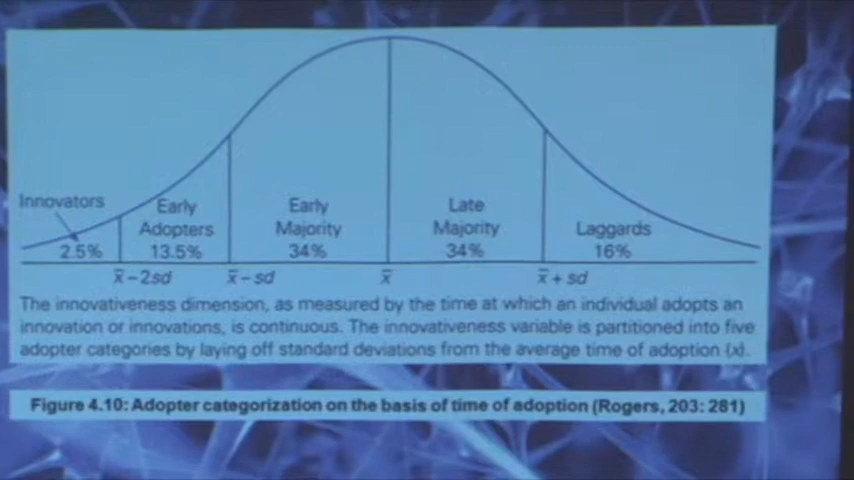 Innovators
2.5%
Early
Adopters
13.5%
Early
Majority
34%
Late
Majority
34%
Laggards
16%
x̄ – 2sd
x̄ – sd
x̄
x̄ + sd
The innovativeness dimension, as measured by the time at which an individual adopts an
innovation or innovations, is continuous. The innovativeness variable is partitioned into five
adopter categories by laying off standard deviations from the average time of adoption (x).
Figure 4.10: Adopter categorization on the basis of time of adoption (Rogers, 203: 281)